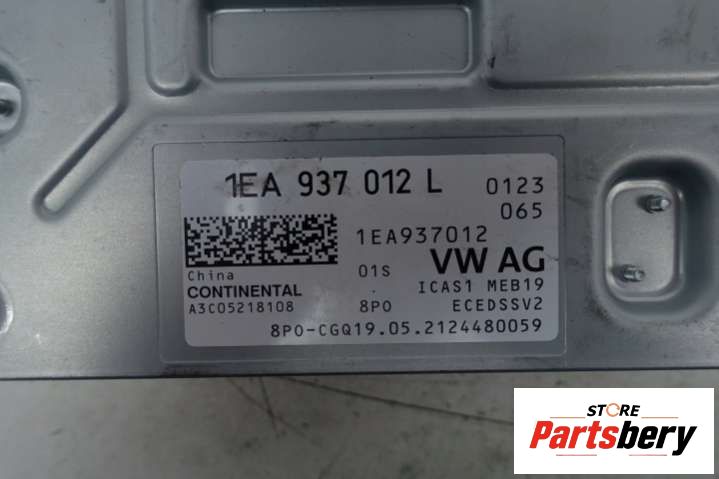 1EA 937 012 L 0123
065
1EA937012
China 01S VW AG
CONTINENTAL ICAS1 MEB19
A3C05218108 8P0 ECEDSSV2
8P0-CGQ19.05.2124480059
STORE
Partsbery